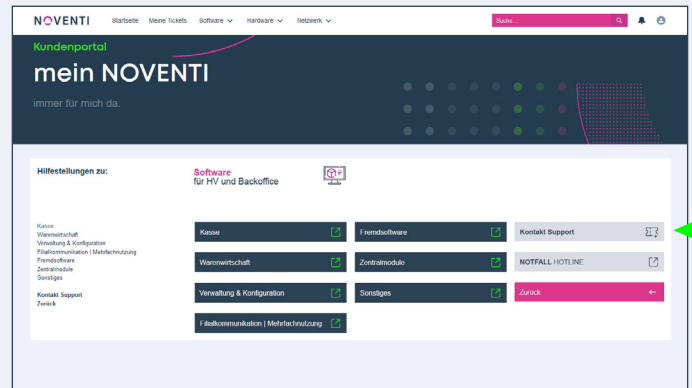 NOVENTI
Startseite Meine Tickets Software Hardware Netzwerk
Suche...
Kundenportal
mein NOVENTI
immer für mich da.
Hilfestellungen zu:
Software
für HV und Backoffice
Kasse
Warenwirtschaft
Verwaltung & Konfiguration
Filialkommunikation | Mehrfachnutzung
Fremdsoftware
Zentralmodule
Sonstiges
Kontakt Support
Zurück
Kasse
Fremdsoftware
Kontakt Support
Warenwirtschaft
Zentralmodule
NOTFALL HOTLINE
Verwaltung & Konfiguration
Sonstiges
Zurück
Filialkommunikation | Mehrfachnutzung